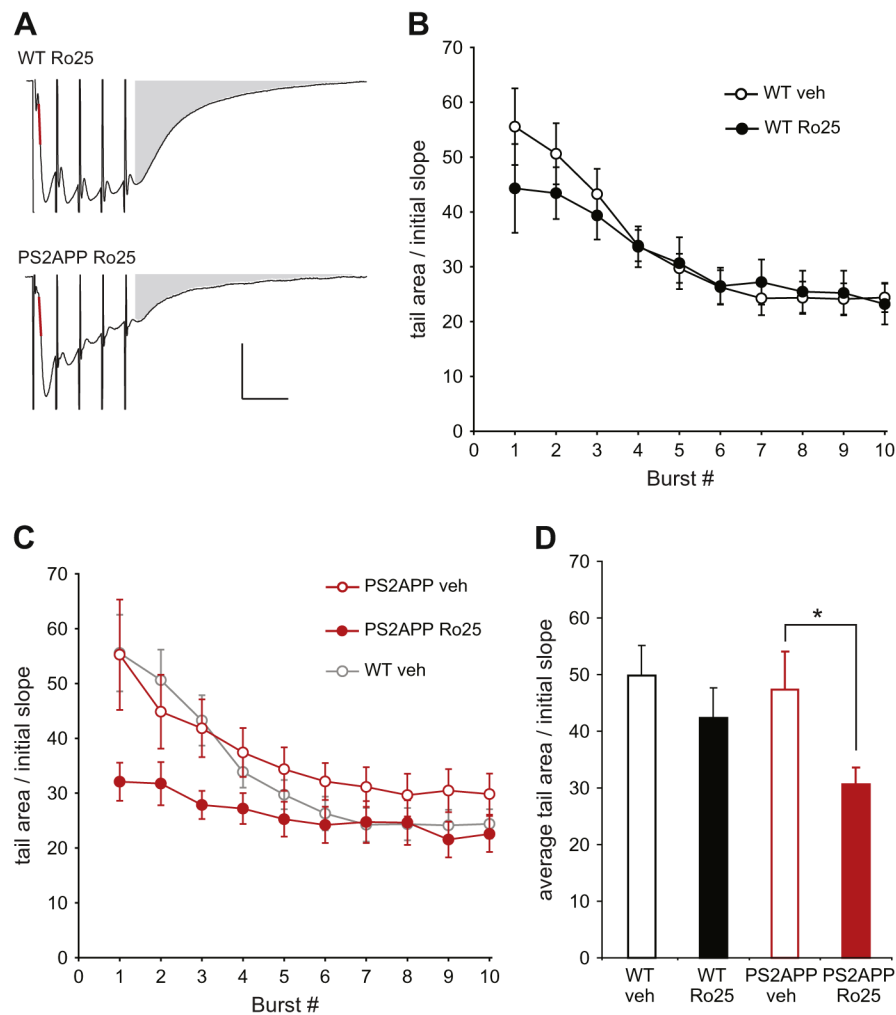 A
WT Ro25
PS2APP Ro25
B
70
60
50
40
30
20
10
0
tail area / initial slope
WT veh
WT Ro25
0 1 2 3 4 5 6 7 8 9 10
Burst #
C
70
60
50
40
30
20
10
0
tail area / initial slope
PS2APP veh
PS2APP Ro25
WT veh
0 1 2 3 4 5 6 7 8 9 10
Burst #
D
70
60
50
40
30
20
10
0
average tail area / initial slope
*
WT
veh
WT
Ro25
PS2APP
veh
PS2APP
Ro25